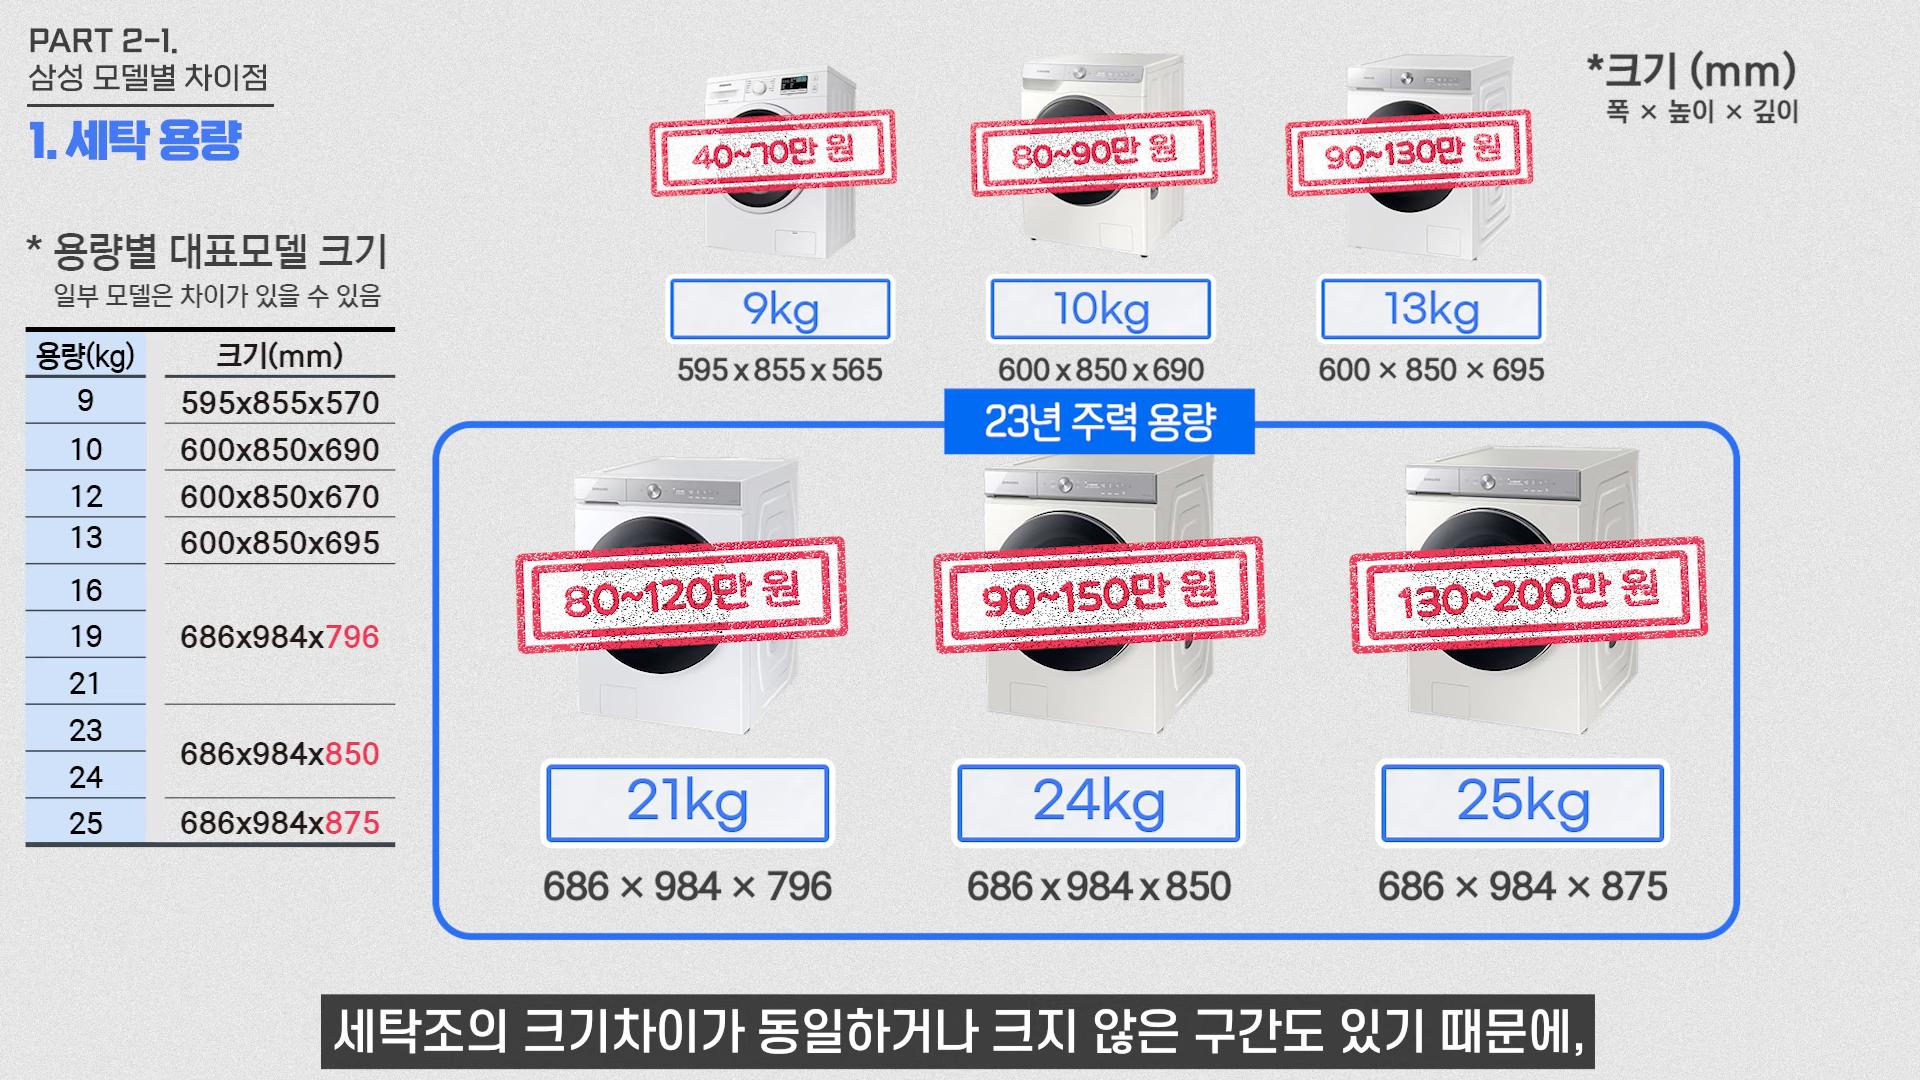 PART 2-1.
삼성 모델별 차이점
1. 세탁 용량
* 용량별 대표모델 크기
일부 모델은 차이가 있을 수 있음
용량(kg) 크기(mm)
9 595x855x570
10 600x850x690
12 600x850x670
13 600x850x695
16
19 686x984x796
21
23
686x984x850
24
25 686x984x875
*크기 (mm)
폭 × 높이 × 깊이
40~70만 원 80~90만 원 90~130만 원
9kg 10kg 13kg
595 x 855 x 565 600 x 850 x 690 600 × 850 × 695
23년 주력 용량
80~120만 원 90~150만 원 130~200만 원
21kg 24kg 25kg
686 × 984 × 796 686 x 984 x 850 686 × 984 × 875
세탁조의 크기차이가 동일하거나 크지 않은 구간도 있기 때문에,